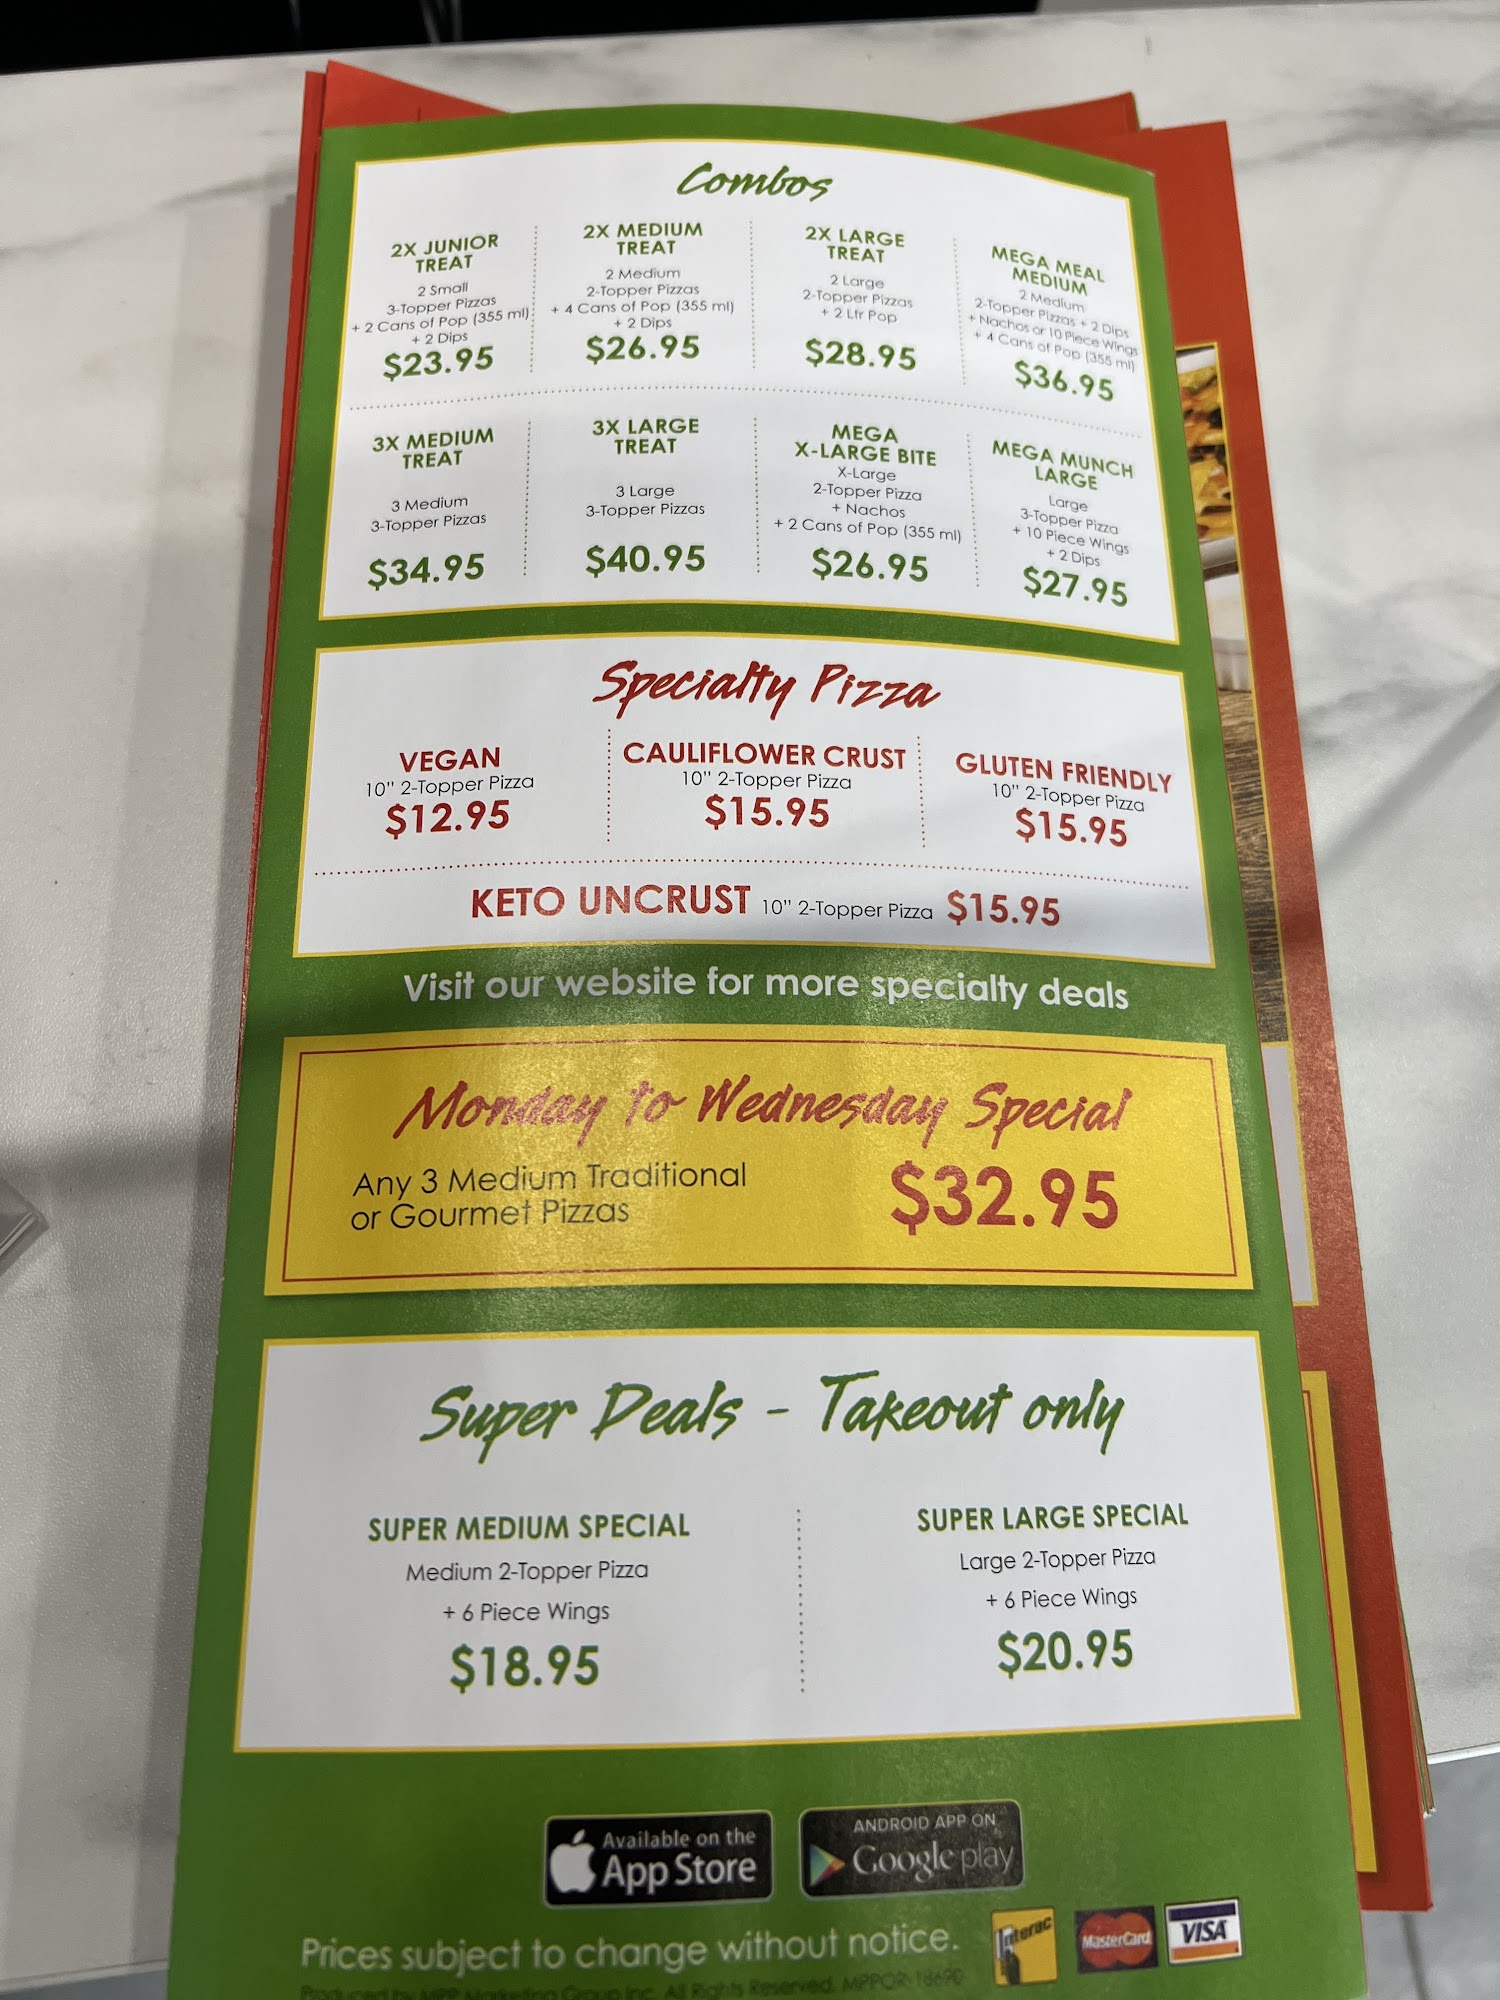 Combos
2X JUNIOR
TREAT
2 Small
3-Topper Pizzas
+ 2 Cans of Pop (355 ml)
+ 2 Dips
$23.95
2X MEDIUM
TREAT
2 Medium
2-Topper Pizzas
+ 4 Cans of Pop (355 ml)
+ 2 Dips
$26.95
2X LARGE
TREAT
2 Large
2-Topper Pizzas
+ 2 Ltr Pop
$28.95
MEGA MEAL
MEDIUM
2 Medium
2-Topper Pizzas + 2 Dips
+ Nachos or 10 Piece Wings
+ 4 Cans of Pop (355 ml)
$36.95
3X MEDIUM
TREAT
3 Medium
3-Topper Pizzas
$34.95
3X LARGE
TREAT
3 Large
3-Topper Pizzas
$40.95
MEGA
X-LARGE BITE
X-Large
2-Topper Pizza
+ Nachos
+ 2 Cans of Pop (355 ml)
$26.95
MEGA MUNCH
LARGE
Large
3-Topper Pizza
+ 10 Piece Wings
+ 2 Dips
$27.95
Specialty Pizza
VEGAN
10" 2-Topper Pizza
$12.95
CAULIFLOWER CRUST
10" 2-Topper Pizza
$15.95
GLUTEN FRIENDLY
10" 2-Topper Pizza
$15.95
KETO UNCRUST 10" 2-Topper Pizza $15.95
Visit our website for more specialty deals
Monday to Wednesday Special
Any 3 Medium Traditional
or Gourmet Pizzas
$32.95
Super Deals - Takeout only
SUPER MEDIUM SPECIAL
Medium 2-Topper Pizza
+ 6 Piece Wings
$18.95
SUPER LARGE SPECIAL
Large 2-Topper Pizza
+ 6 Piece Wings
$20.95
Available on the
App Store
ANDROID APP ON
Google play
Prices subject to change without notice.
Interac
MasterCard
VISA
Produced by MPP Marketing Group Inc. All Rights Reserved. MPPOR-18690